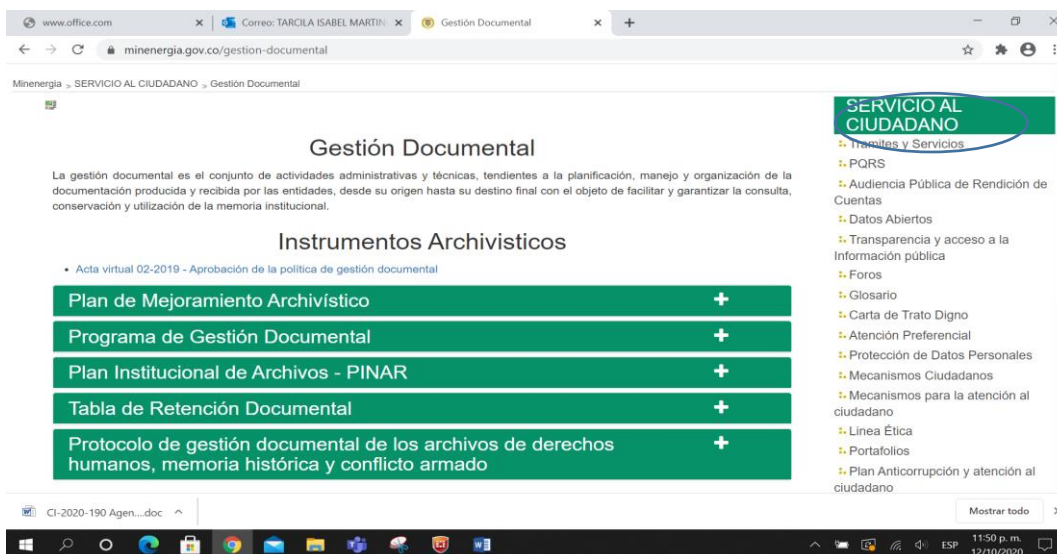 www.office.com
Correo: TARCILA ISABEL MARTIN
Gestión Documental
minenergia.gov.co/gestion-documental
Minenergia > SERVICIO AL CIUDADANO > Gestión Documental
Gestión Documental
La gestión documental es el conjunto de actividades administrativas y técnicas, tendientes a la planificación, manejo y organización de la
documentación producida y recibida por las entidades, desde su origen hasta su destino final con el objeto de facilitar y garantizar la consulta,
conservación y utilización de la memoria institucional.
Instrumentos Archivisticos
• Acta virtual 02-2019 - Aprobación de la política de gestión documental
Plan de Mejoramiento Archivístico
Programa de Gestión Documental
Plan Institucional de Archivos - PINAR
Tabla de Retención Documental
Protocolo de gestión documental de los archivos de derechos
humanos, memoria histórica y conflicto armado
SERVICIO AL
CIUDADANO
Tramites y Servicios
PQRS
Audiencia Pública de Rendición de
Cuentas
Datos Abiertos
Transparencia y acceso a la
Información pública
Foros
Glosario
Carta de Trato Digno
Atención Preferencial
Protección de Datos Personales
Mecanismos Ciudadanos
Mecanismos para la atención al
ciudadano
Linea Ética
Portafolios
Plan Anticorrupción y atención al
ciudadano
CI-2020-190 Agen....doc
Mostrar todo
ESP
11:50 p. m.
12/10/2020